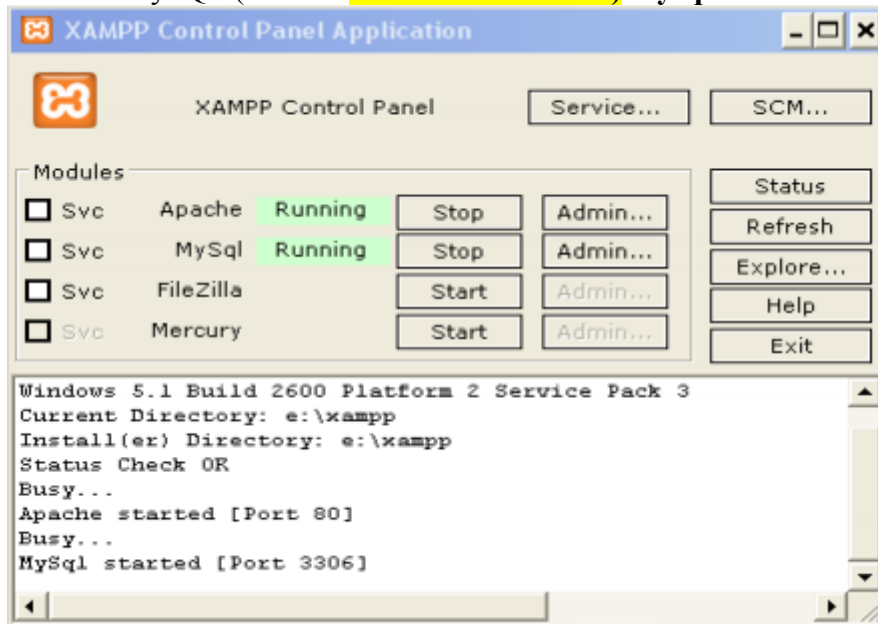 XAMPP Control Panel Application
XAMPP Control Panel Service... SCM...
Modules
Svc Apache Running Stop Admin...
Svc MySql Running Stop Admin...
Svc FileZilla Start Admin...
Svc Mercury Start Admin...
Status
Refresh
Explore...
Help
Exit
Windows 5.1 Build 2600 Platform 2 Service Pack 3
Current Directory: e:\xampp
Install(er) Directory: e:\xampp
Status Check OK
Busy...
Apache started [Port 80]
Busy...
MySql started [Port 3306]